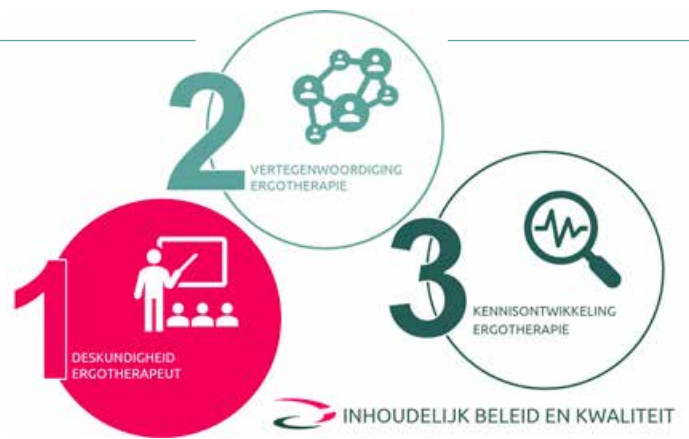 1
DESKUNDIGHEID
ERGOTHERAPEUT
2
VERTEGENWOORDIGING
ERGOTHERAPIE
3
KENNISONTWIKKELING
ERGOTHERAPIE
INHOUDELIJK BELEID EN KWALITEIT